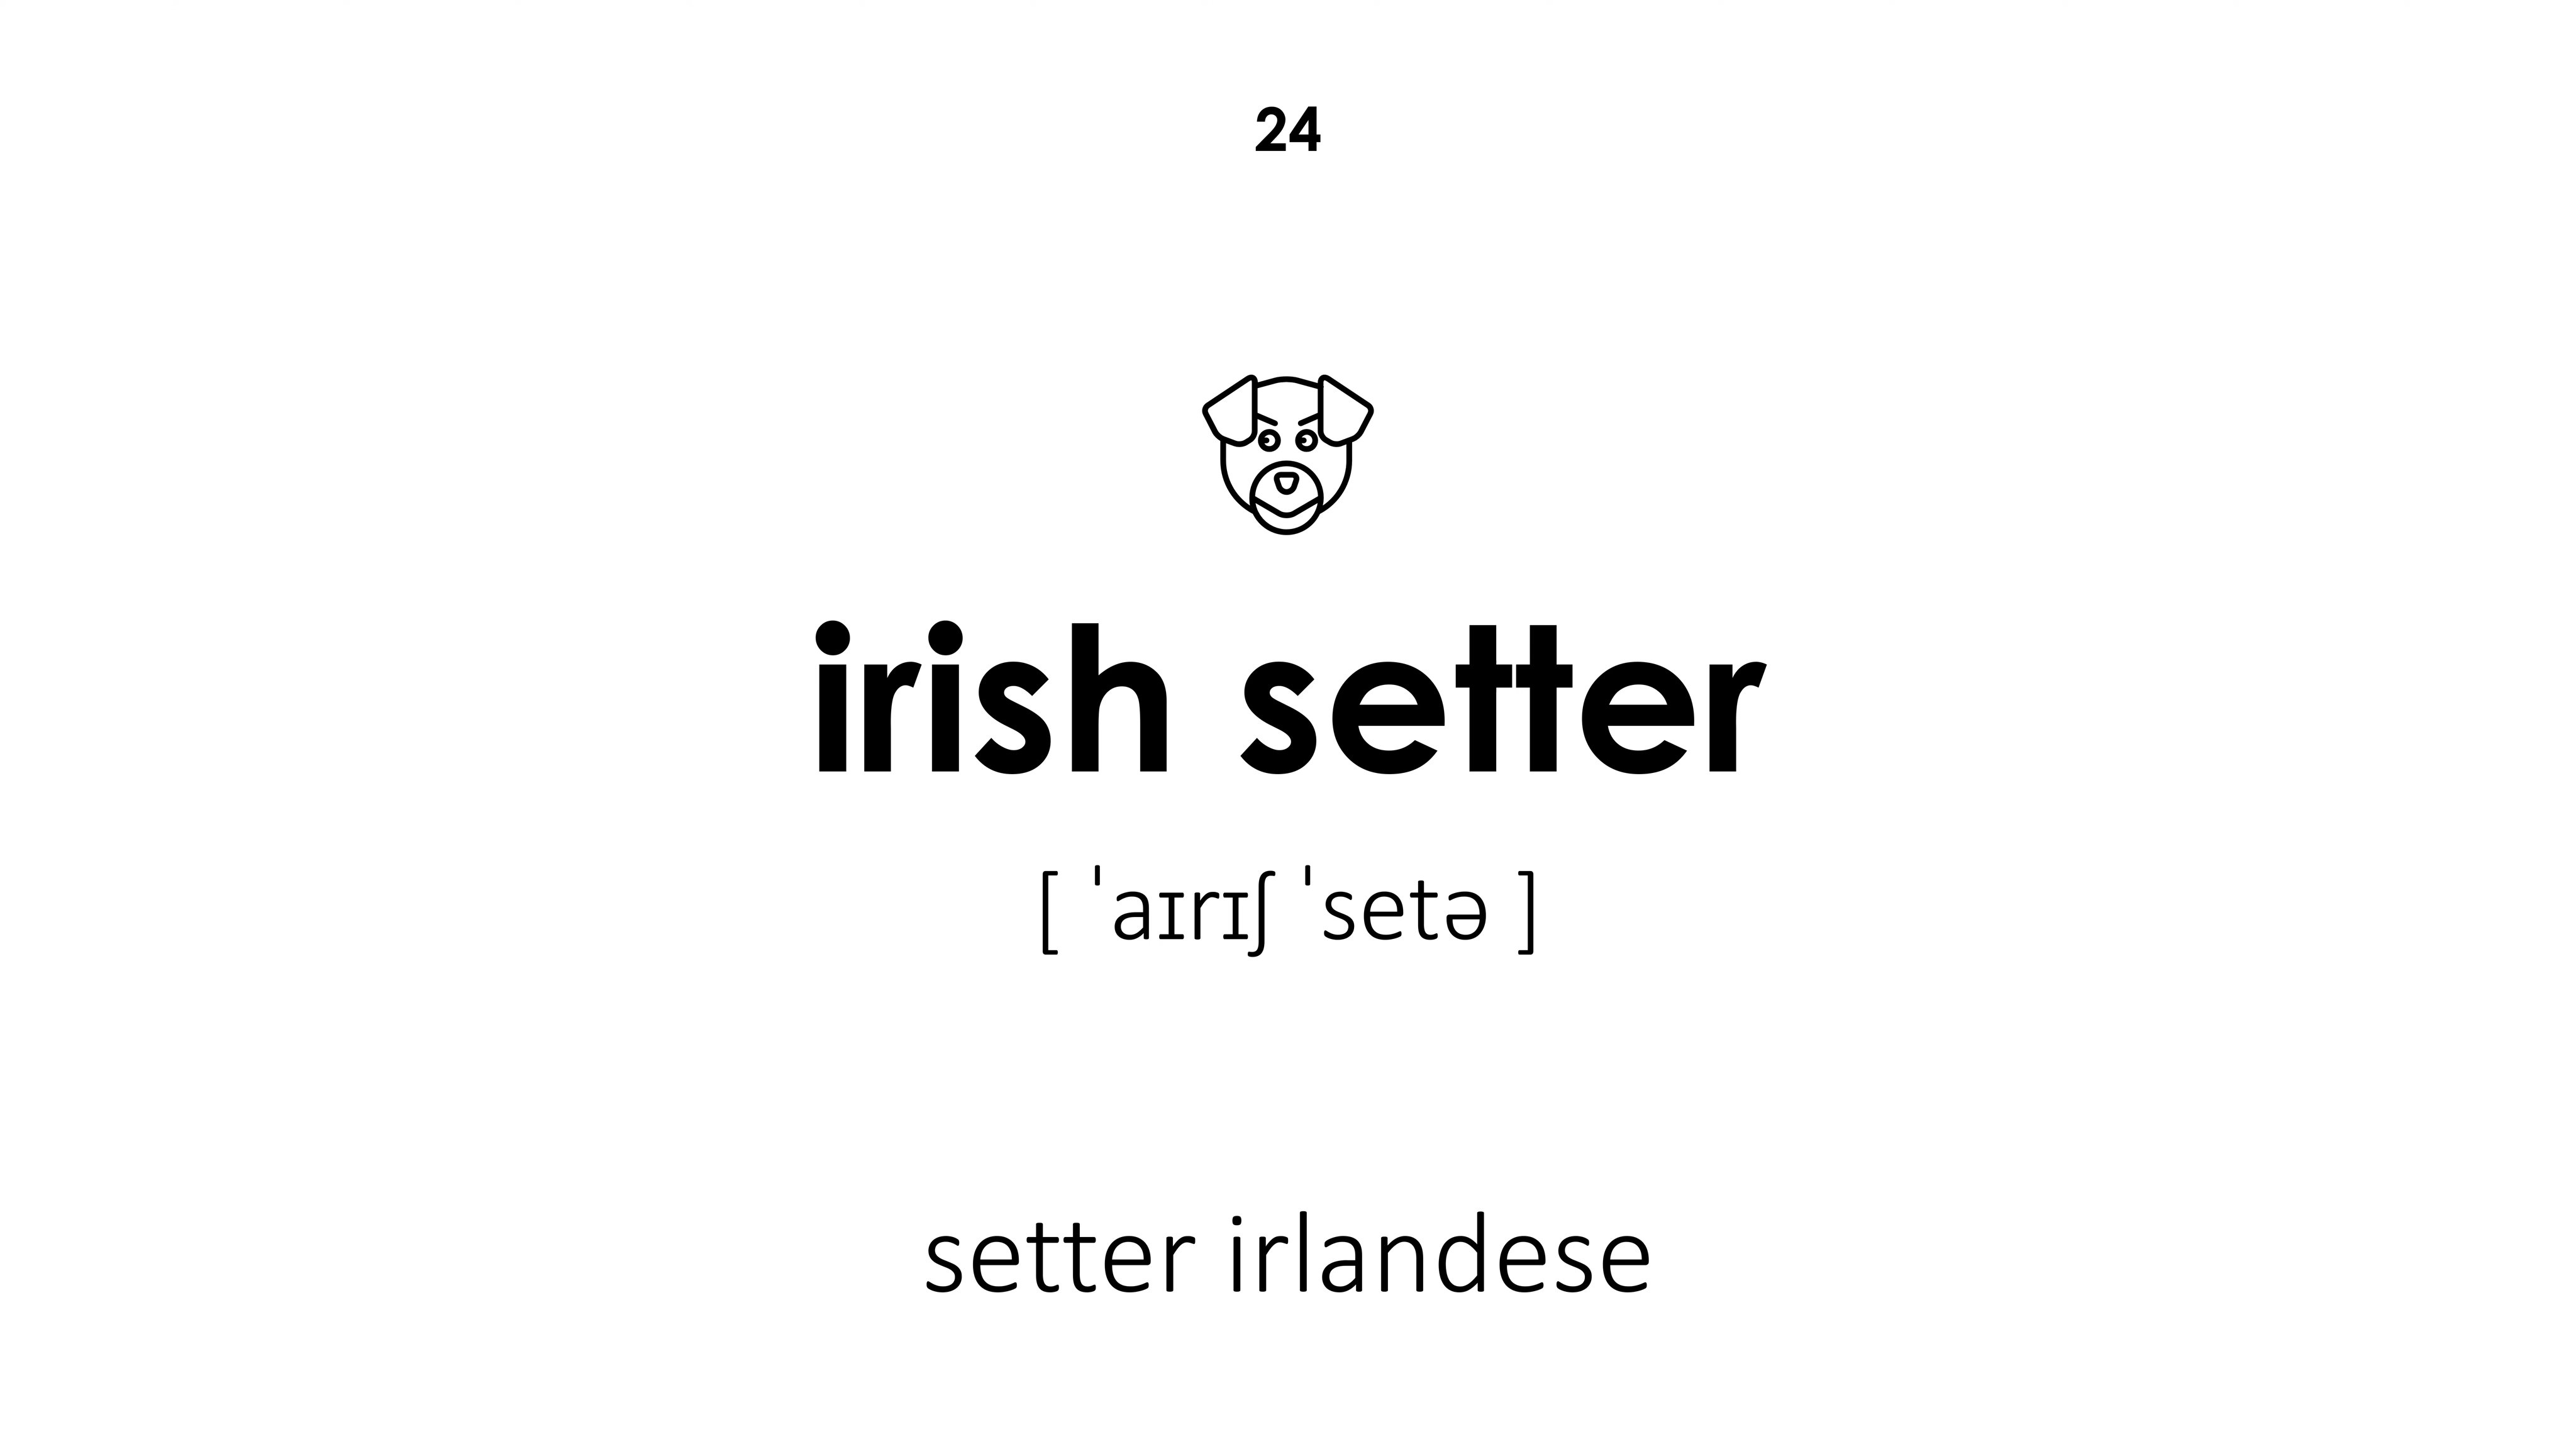 24
irish setter
[ ˈaɪrɪʃ ˈsetə ]
setter irlandese